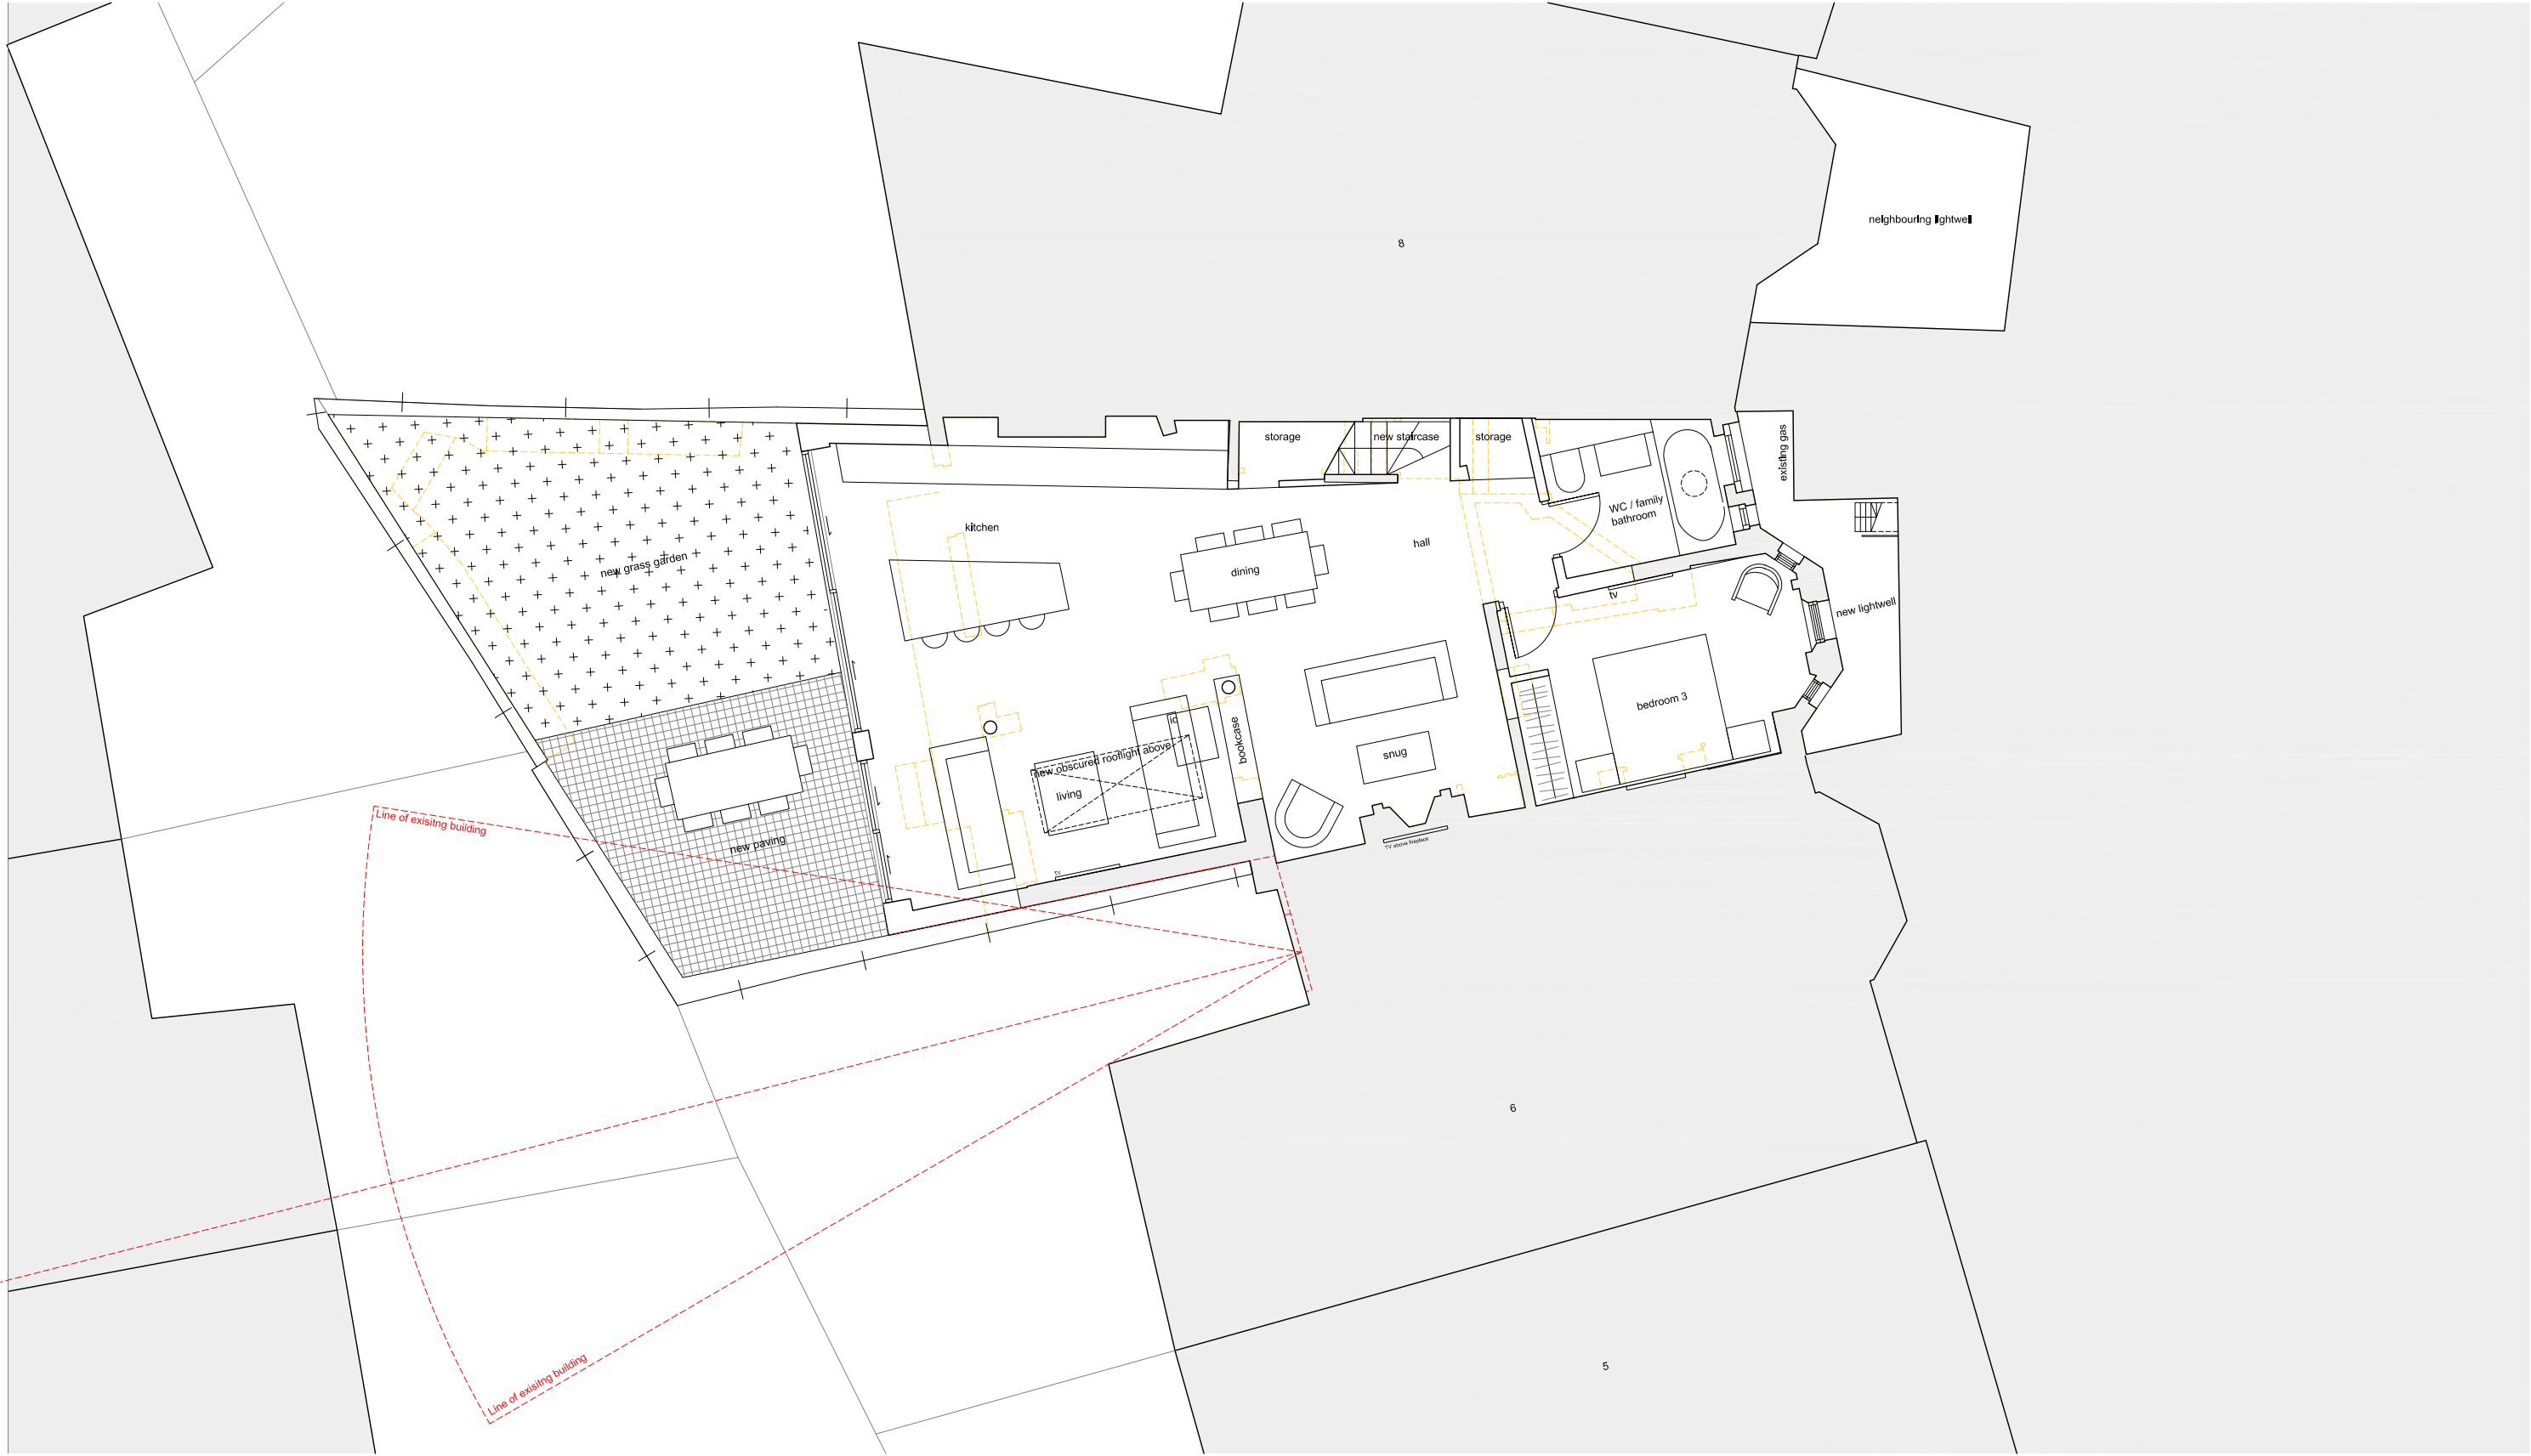 neighbouring lightwell
8
storage
new staircase
storage
existing gas
WC / family
bathroom
kitchen
hall
new grass garden
dining
tv
new lightwell
bedroom 3
bookcase
new obscured rooflight above
snug
living
Line of exisitng building
new paving
TV above fireplace
TV
6
Line of exisitng building
5